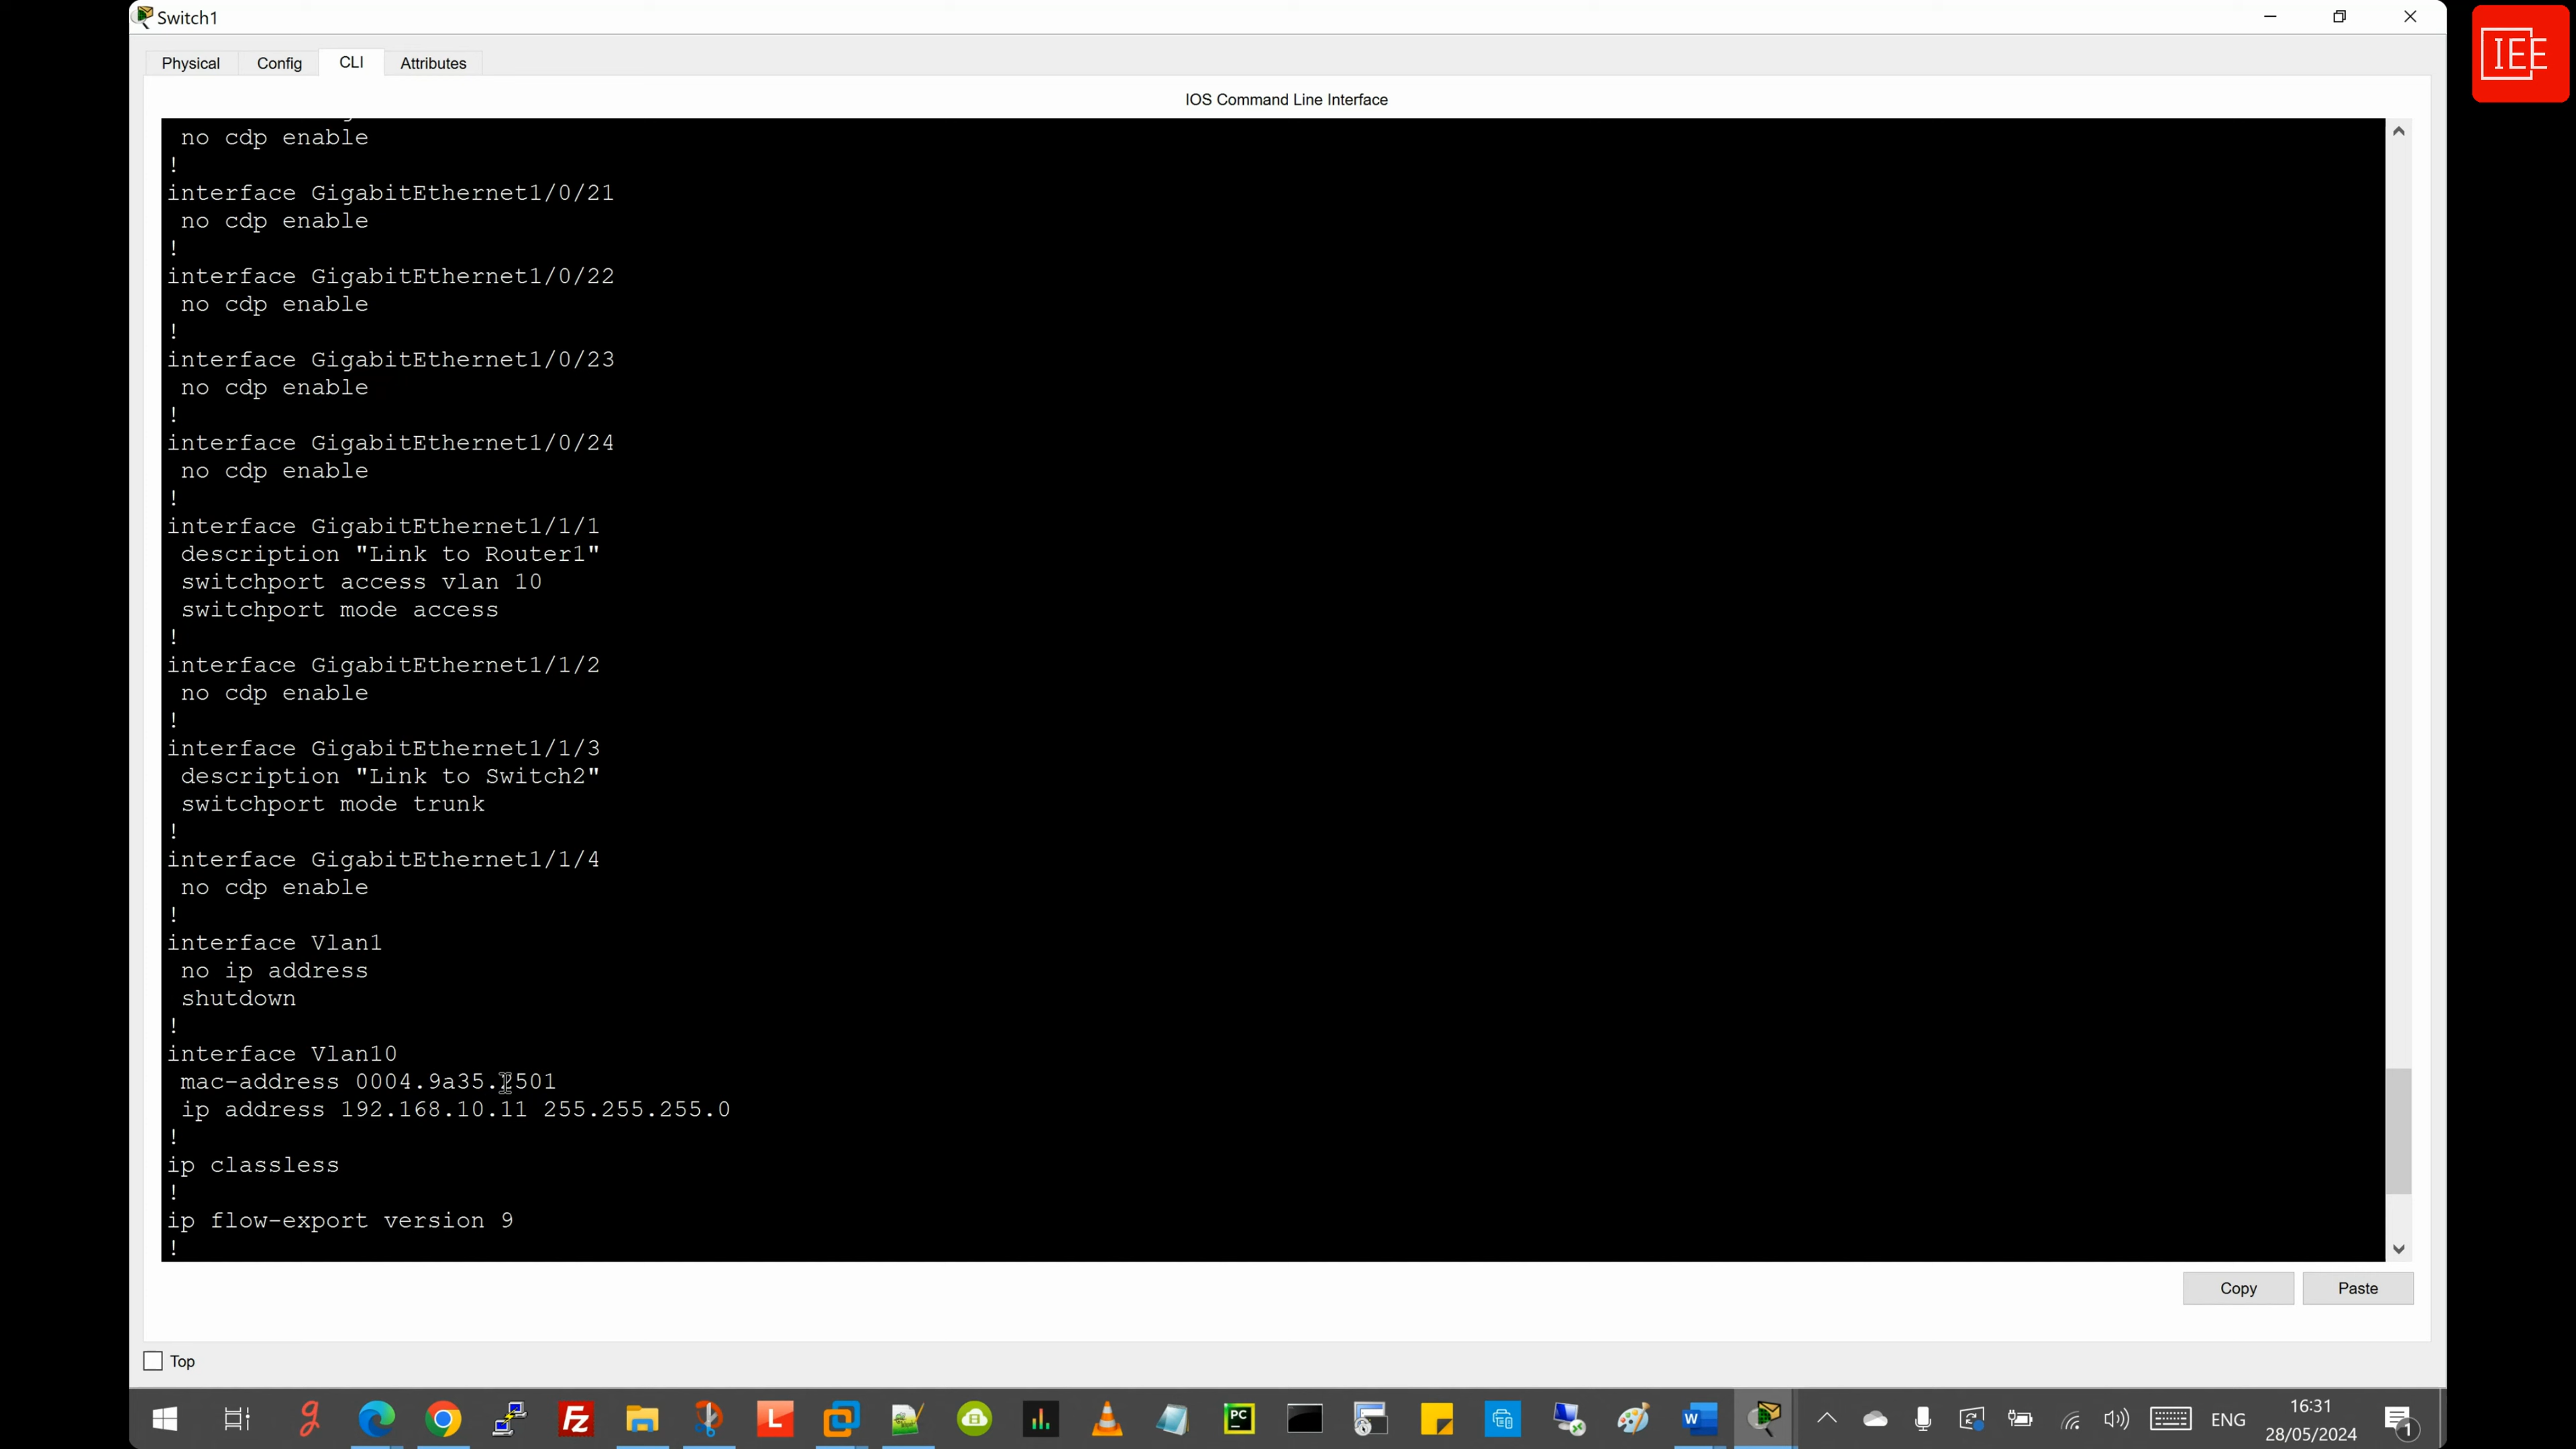 Switch1
IEE
Physical Config CLI Attributes
IOS Command Line Interface
no cdp enable
!
interface GigabitEthernet1/0/21
no cdp enable
!
interface GigabitEthernet1/0/22
no cdp enable
!
interface GigabitEthernet1/0/23
no cdp enable
!
interface GigabitEthernet1/0/24
no cdp enable
!
interface GigabitEthernet1/1/1
description "Link to Router1"
switchport access vlan 10
switchport mode access
!
interface GigabitEthernet1/1/2
no cdp enable
!
interface GigabitEthernet1/1/3
description "Link to Switch2"
switchport mode trunk
!
interface GigabitEthernet1/1/4
no cdp enable
!
interface Vlan1
no ip address
shutdown
!
interface Vlan10
mac-address
ip address 192.168.10.11 255.255.255.0
!
ip classless
!
ip flow-export version 9
!
Copy Paste
Top
ENG
16:31
28/05/2024
1